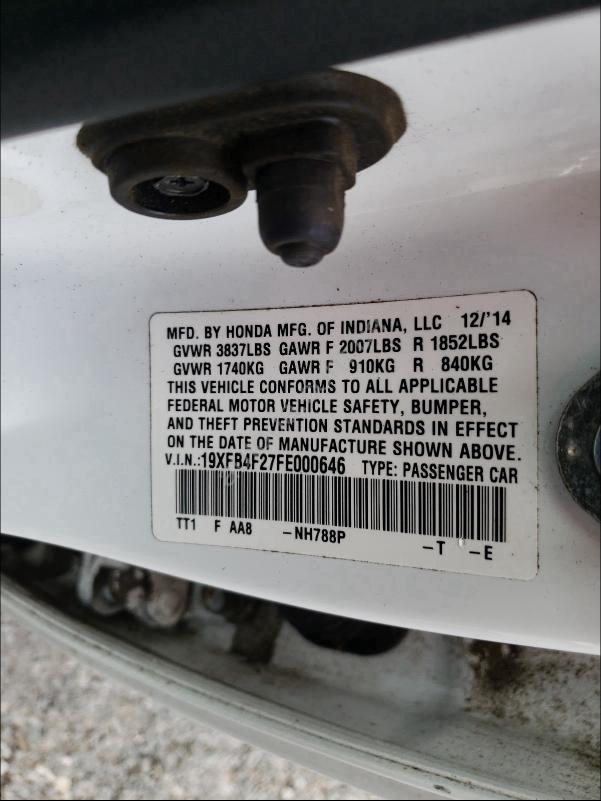 MFD. BY HONDA MFG. OF INDIANA, LLC 12/'14
GVWR 3837LBS GAWR F 2007LBS R 1852LBS
GVWR 1740KG GAWR F 910KG R 840KG
THIS VEHICLE CONFORMS TO ALL APPLICABLE
FEDERAL MOTOR VEHICLE SAFETY, BUMPER,
AND THEFT PREVENTION STANDARDS IN EFFECT
ON THE DATE OF MANUFACTURE SHOWN ABOVE.
V.I.N.:19XFB4F27FE000646 TYPE: PASSENGER CAR
TT1 F AA8 -NH788P -T -E